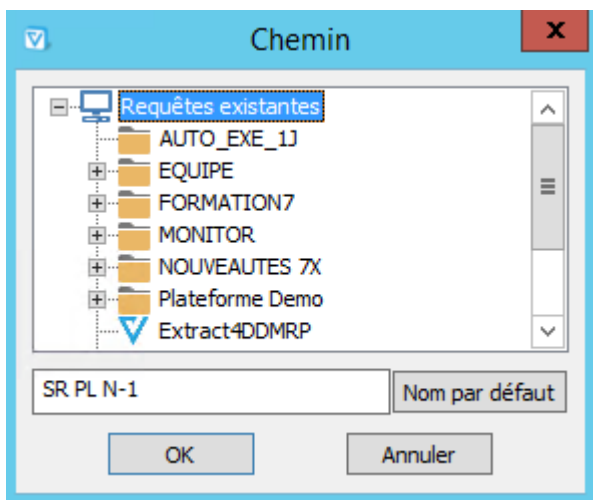 Chemin
x
Requêtes existantes
AUTO_EXE_1J
EQUIPE
FORMATION7
MONITOR
NOUVEAUTES 7X
Plateforme Demo
Extract4DDMRP
SR PL N-1
Nom par défaut
OK
Annuler